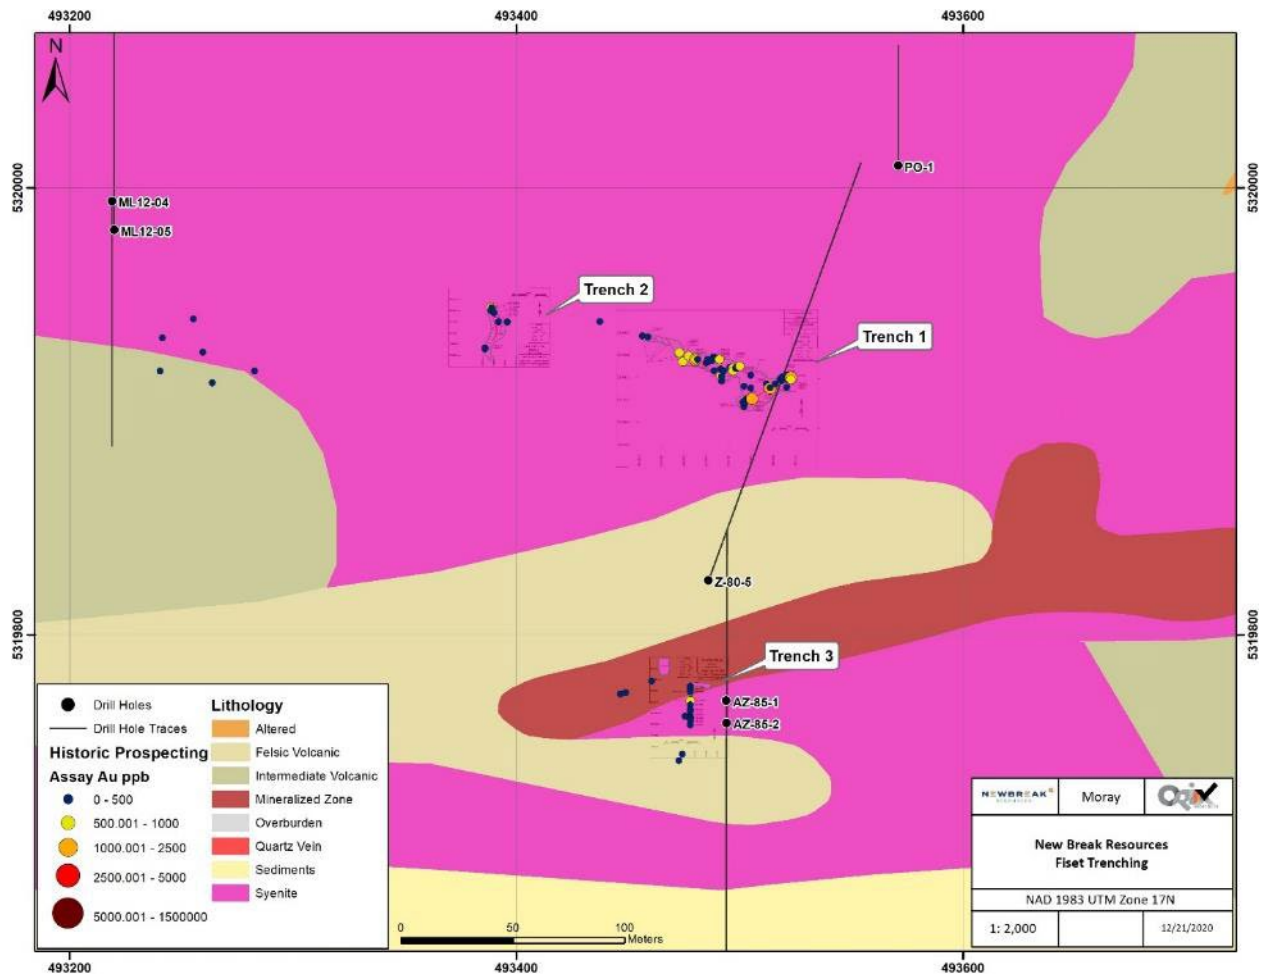 493200
493400
493600
N
5320000
5320000
PO-1
ML12-04
ML12-05
Trench 2
Trench 1
Z-80-5
5319800
5319800
Trench 3
AZ-85-1
AZ-85-2
Drill Holes
Drill Hole Traces
Historic Prospecting
Assay Au ppb
0 - 500
500.001 - 1000
1000.001 - 2500
2500.001 - 5000
5000.001 - 1500000
Lithology
Altered
Felsic Volcanic
Intermediate Volcanic
Mineralized Zone
Overburden
Quartz Vein
Sediments
Syenite
0
50
100
Meters
NEWBREAK
Moray
New Break Resources
Fiset Trenching
NAD 1983 UTM Zone 17N
1: 2,000
12/21/2020
493200
493400
493600